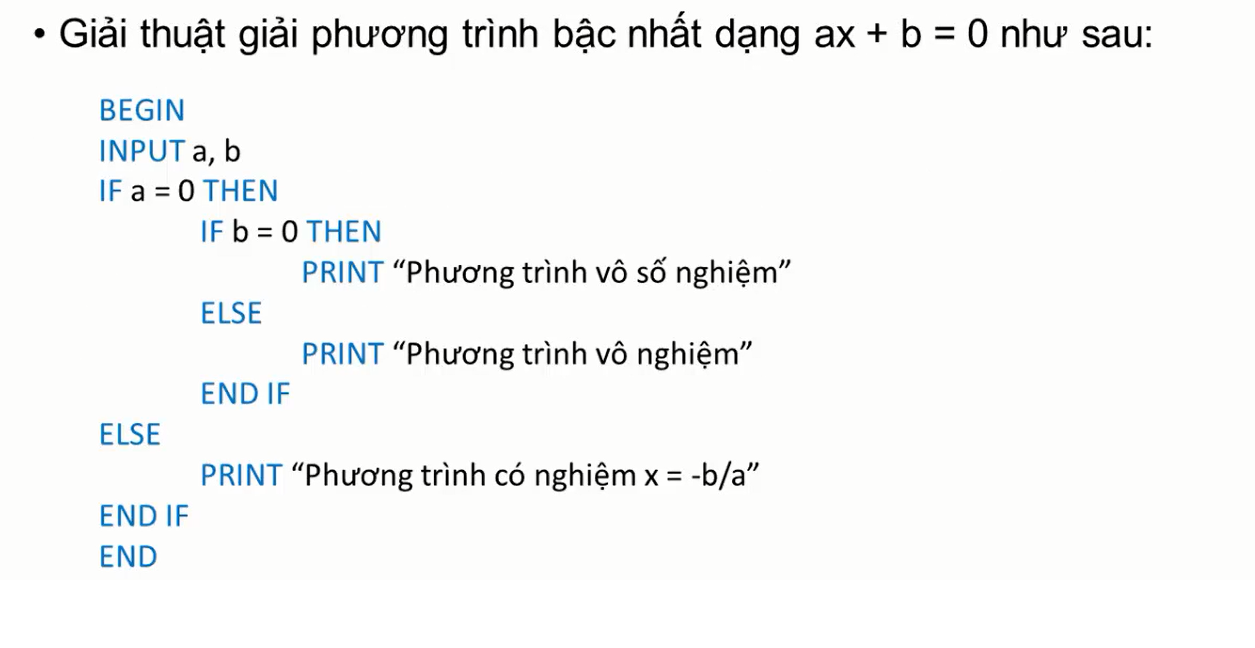 • Giải thuật giải phương trình bậc nhất dạng ax + b = 0 như sau:
BEGIN
INPUT a, b
IF a = 0 THEN
IF b = 0 THEN
PRINT “Phương trình vô số nghiệm”
ELSE
PRINT “Phương trình vô nghiệm”
END IF
ELSE
PRINT “Phương trình có nghiệm x = -b/a”
END IF
END